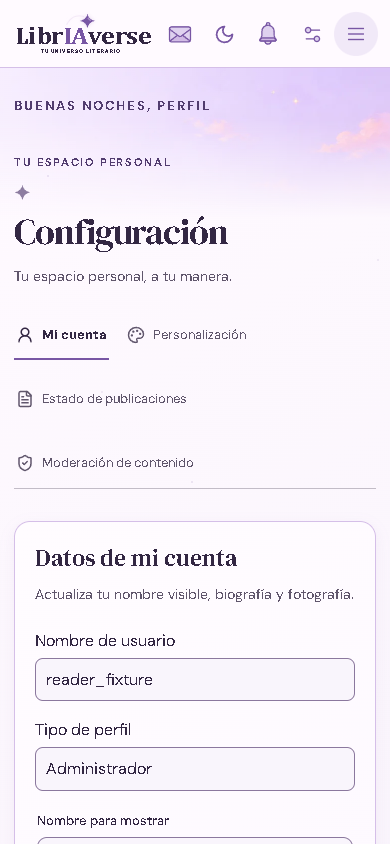 LibrIAverse
TU UNIVERSO LITERARIO
BUENAS NOCHES, PERFIL
TU ESPACIO PERSONAL
Configuración
Tu espacio personal, a tu manera.
Mi cuenta
Personalización
Estado de publicaciones
Moderación de contenido
Datos de mi cuenta
Actualiza tu nombre visible, biografía y fotografía.
Nombre de usuario
reader_fixture
Tipo de perfil
Administrador
Nombre para mostrar